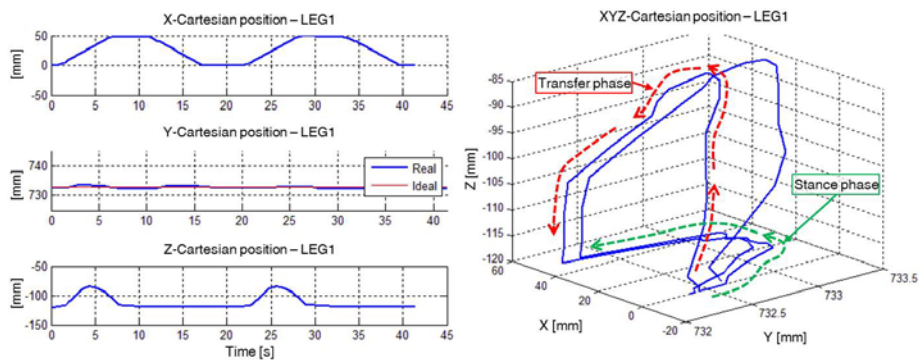 X-Cartesian position – LEG1
[mm]
50
0
50
0 5 10 15 20 25 30 35 40 45
Y-Cartesian position – LEG1
[mm]
740
730
Real
Ideal
0 5 10 15 20 25 30 35 40 45
Z-Cartesian position – LEG1
[mm]
-50
-100
-150
0 5 10 15 20 25 30 35 40 45
Time [s]
XYZ-Cartesian position – LEG1
Transfer phase
Stance phase
Z [mm]
-85
-90
-95
-100
-105
-110
-115
-120
60
40
20
0
-20
X [mm]
732
732.5
733
733.5
Y [mm]